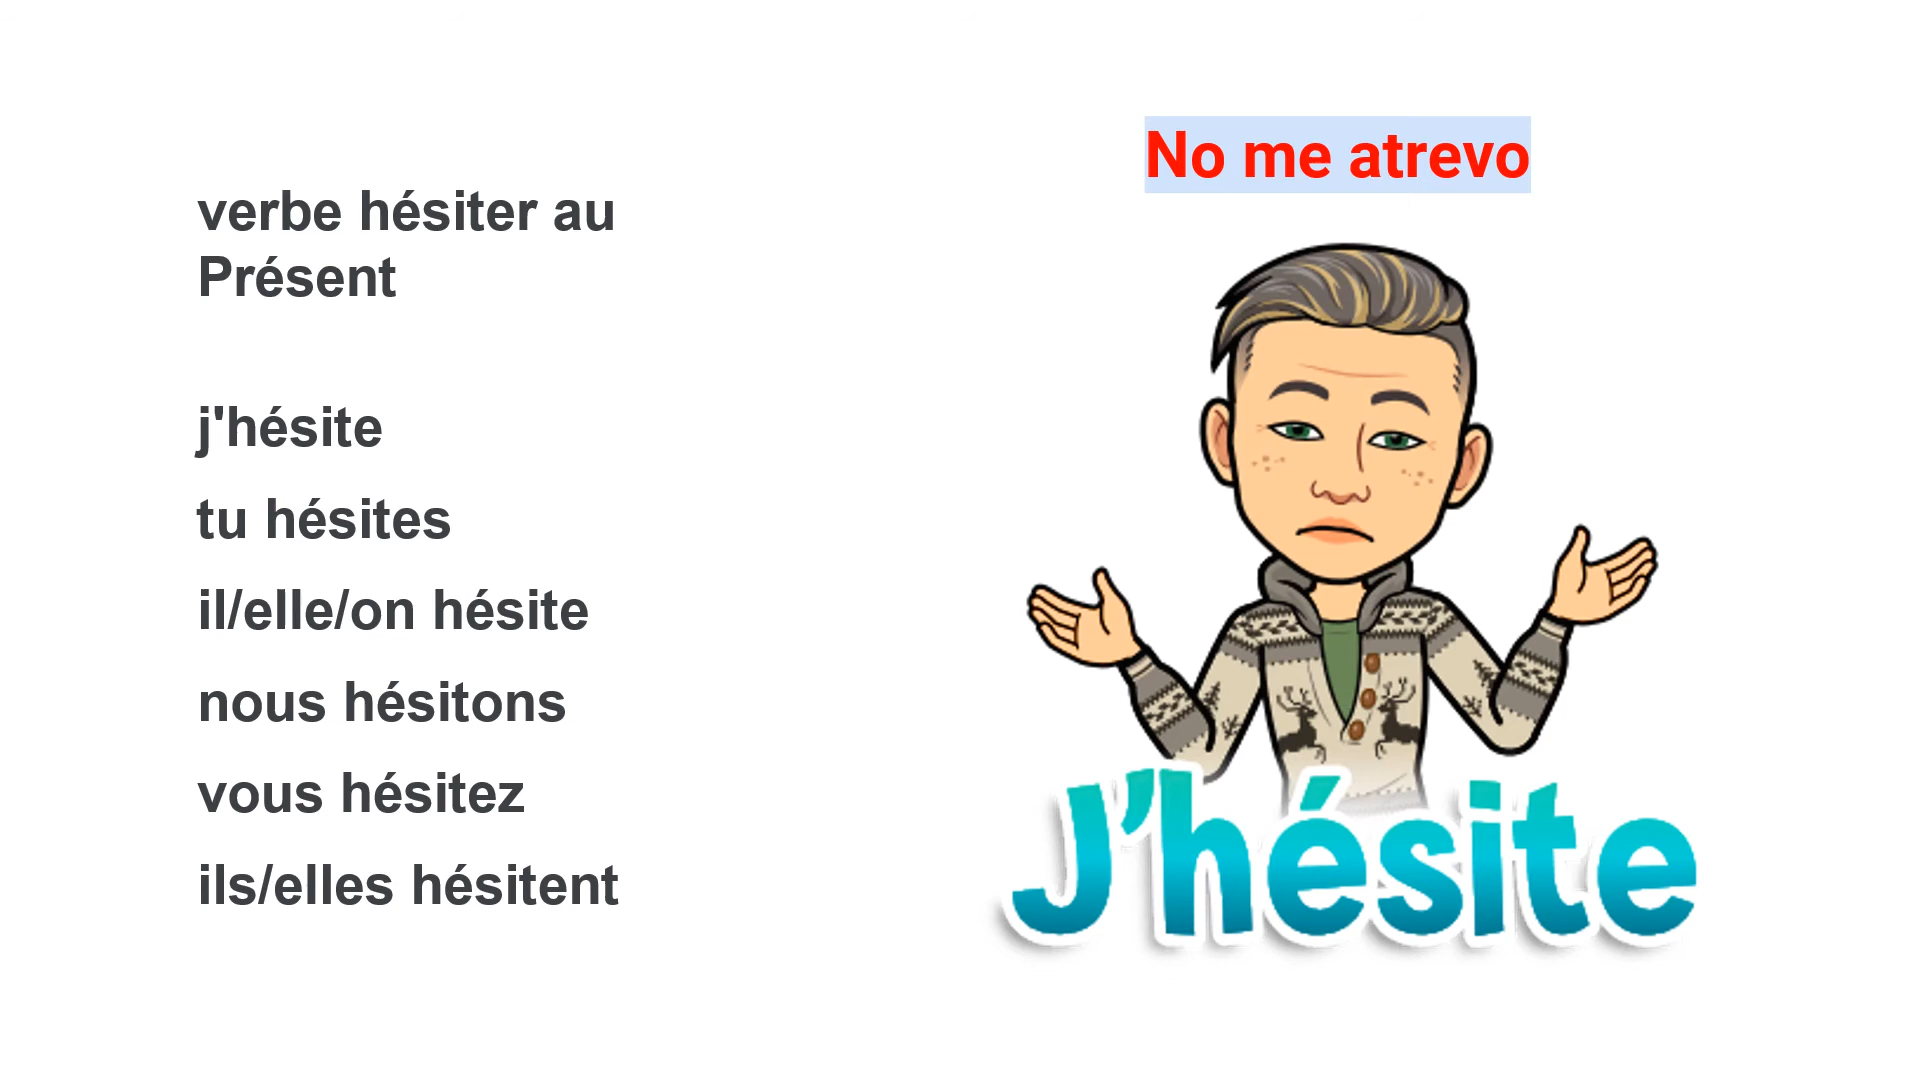 verbe hésiter au
Présent
j'hésite
tu hésites
il/elle/on hésite
nous hésitons
vous hésitez
ils/elles hésitent
No me atrevo
J'hésite